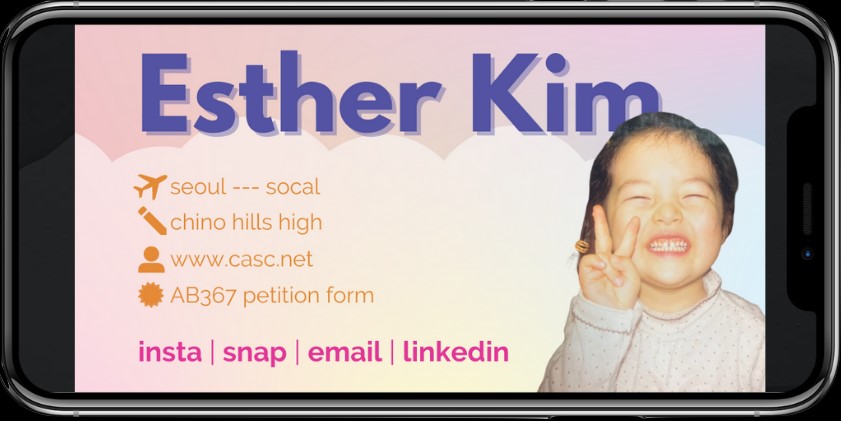 Esther Kim
seoul --- socal
chino hills high
www.casc.net
AB367 petition form
insta | snap | email | linkedin